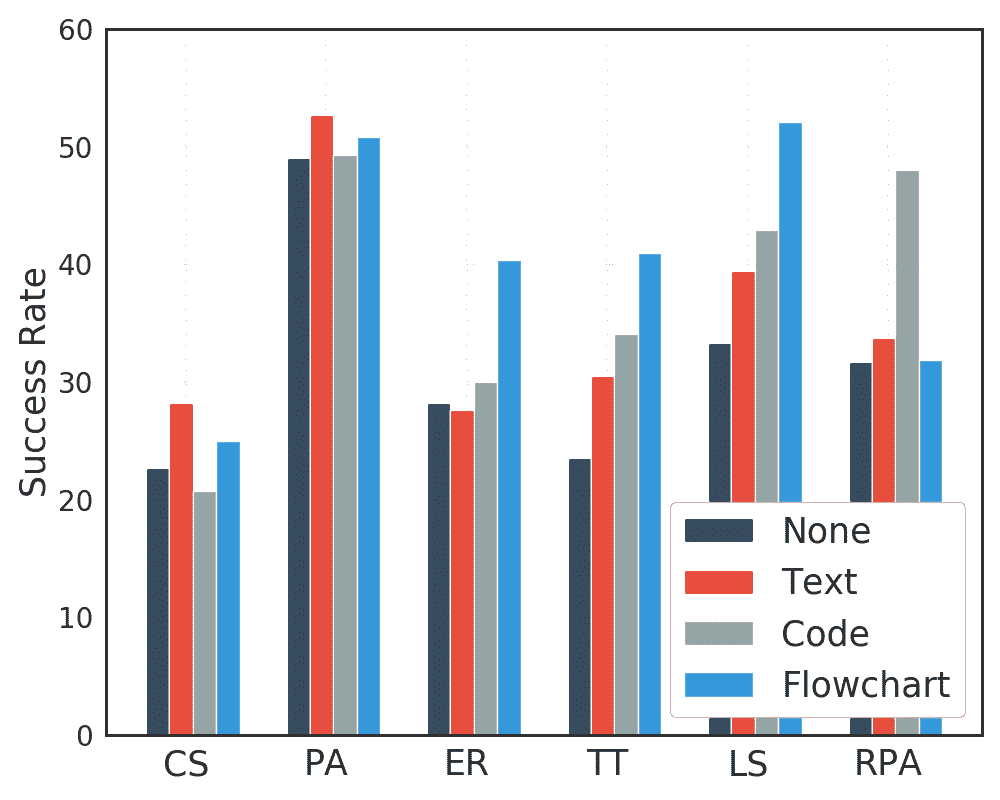 60
50
40
30
20
10
0
Success Rate
CS PA ER TT LS RPA
None
Text
Code
Flowchart